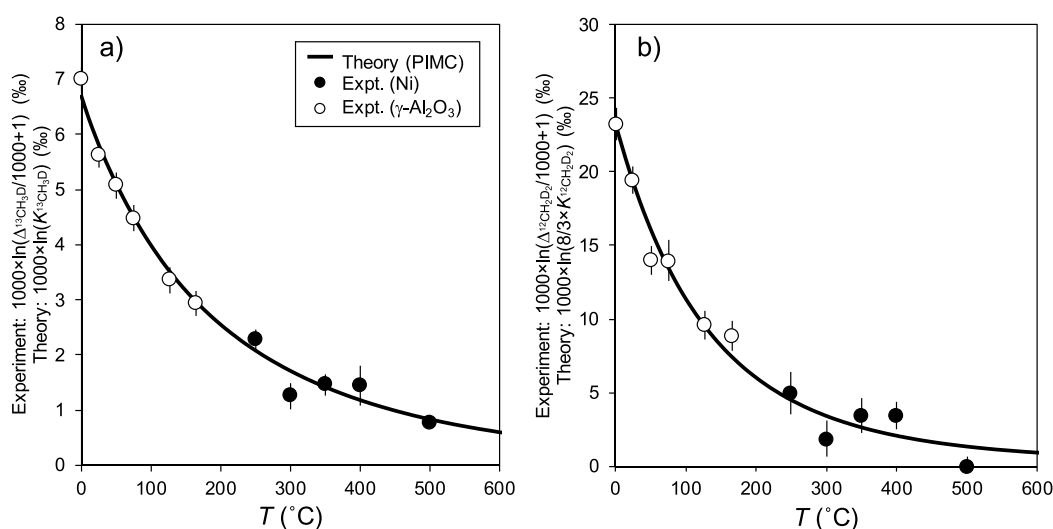 a)
Theory (PIMC)
Expt. (Ni)
Expt. (γ-Al₂O₃)
8
7
6
5
4
3
2
1
0
0 100 200 300 400 500 600
T (˚C)
Experiment: 1000×ln(Δ¹³CH₃D/1000+1) (‰)
Theory: 1000×ln(K¹³CH₃D) (‰)
b)
30
25
20
15
10
5
0
0 100 200 300 400 500 600
T (˚C)
Experiment: 1000×ln(Δ¹²CH₂D₂/1000+1) (‰)
Theory: 1000×ln(8/3×K¹²CH₂D₂) (‰)